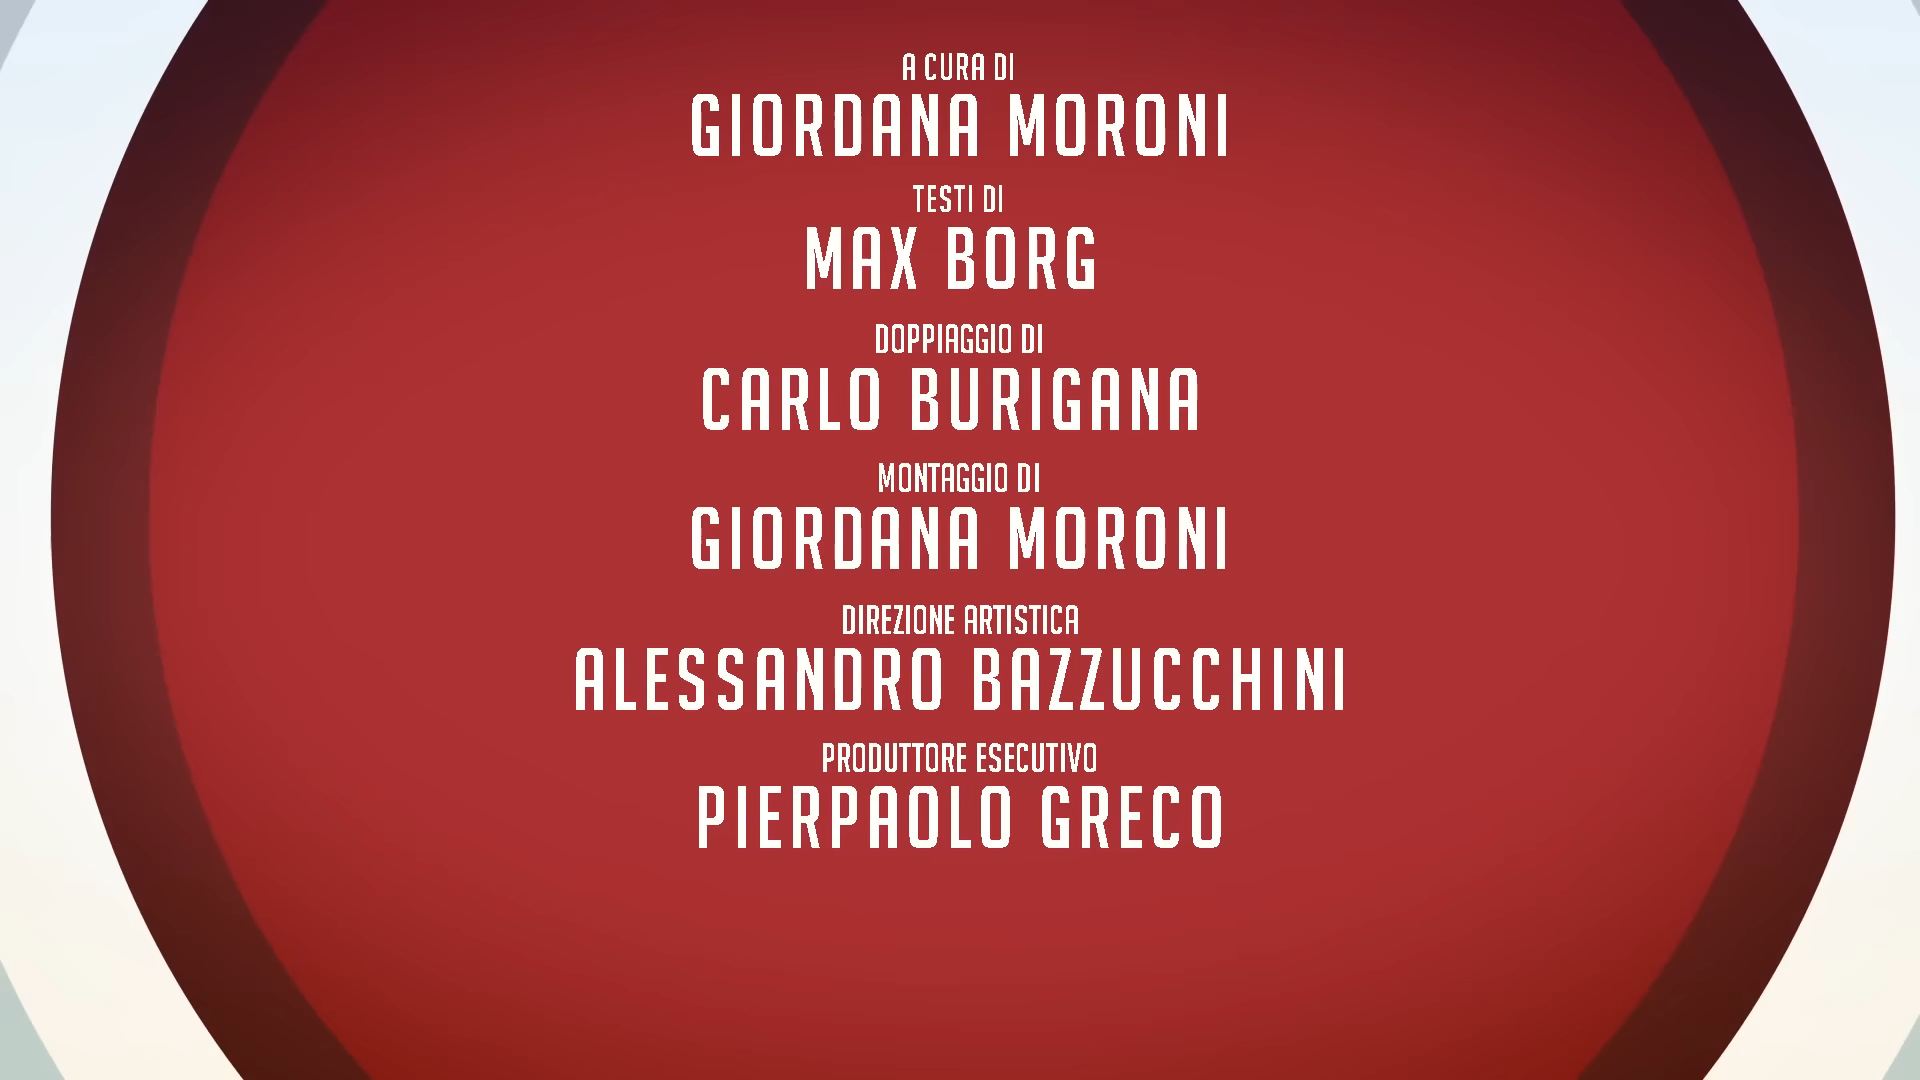 A CURA DI
GIORDANA MORONI
TESTI DI
MAX BORG
DOPPIAGGIO DI
CARLO BURIGANA
MONTAGGIO DI
GIORDANA MORONI
DIREZIONE ARTISTICA
ALESSANDRO BAZZUCCHINI
PRODUTTORE ESECUTIVO
PIERPAOLO GRECO